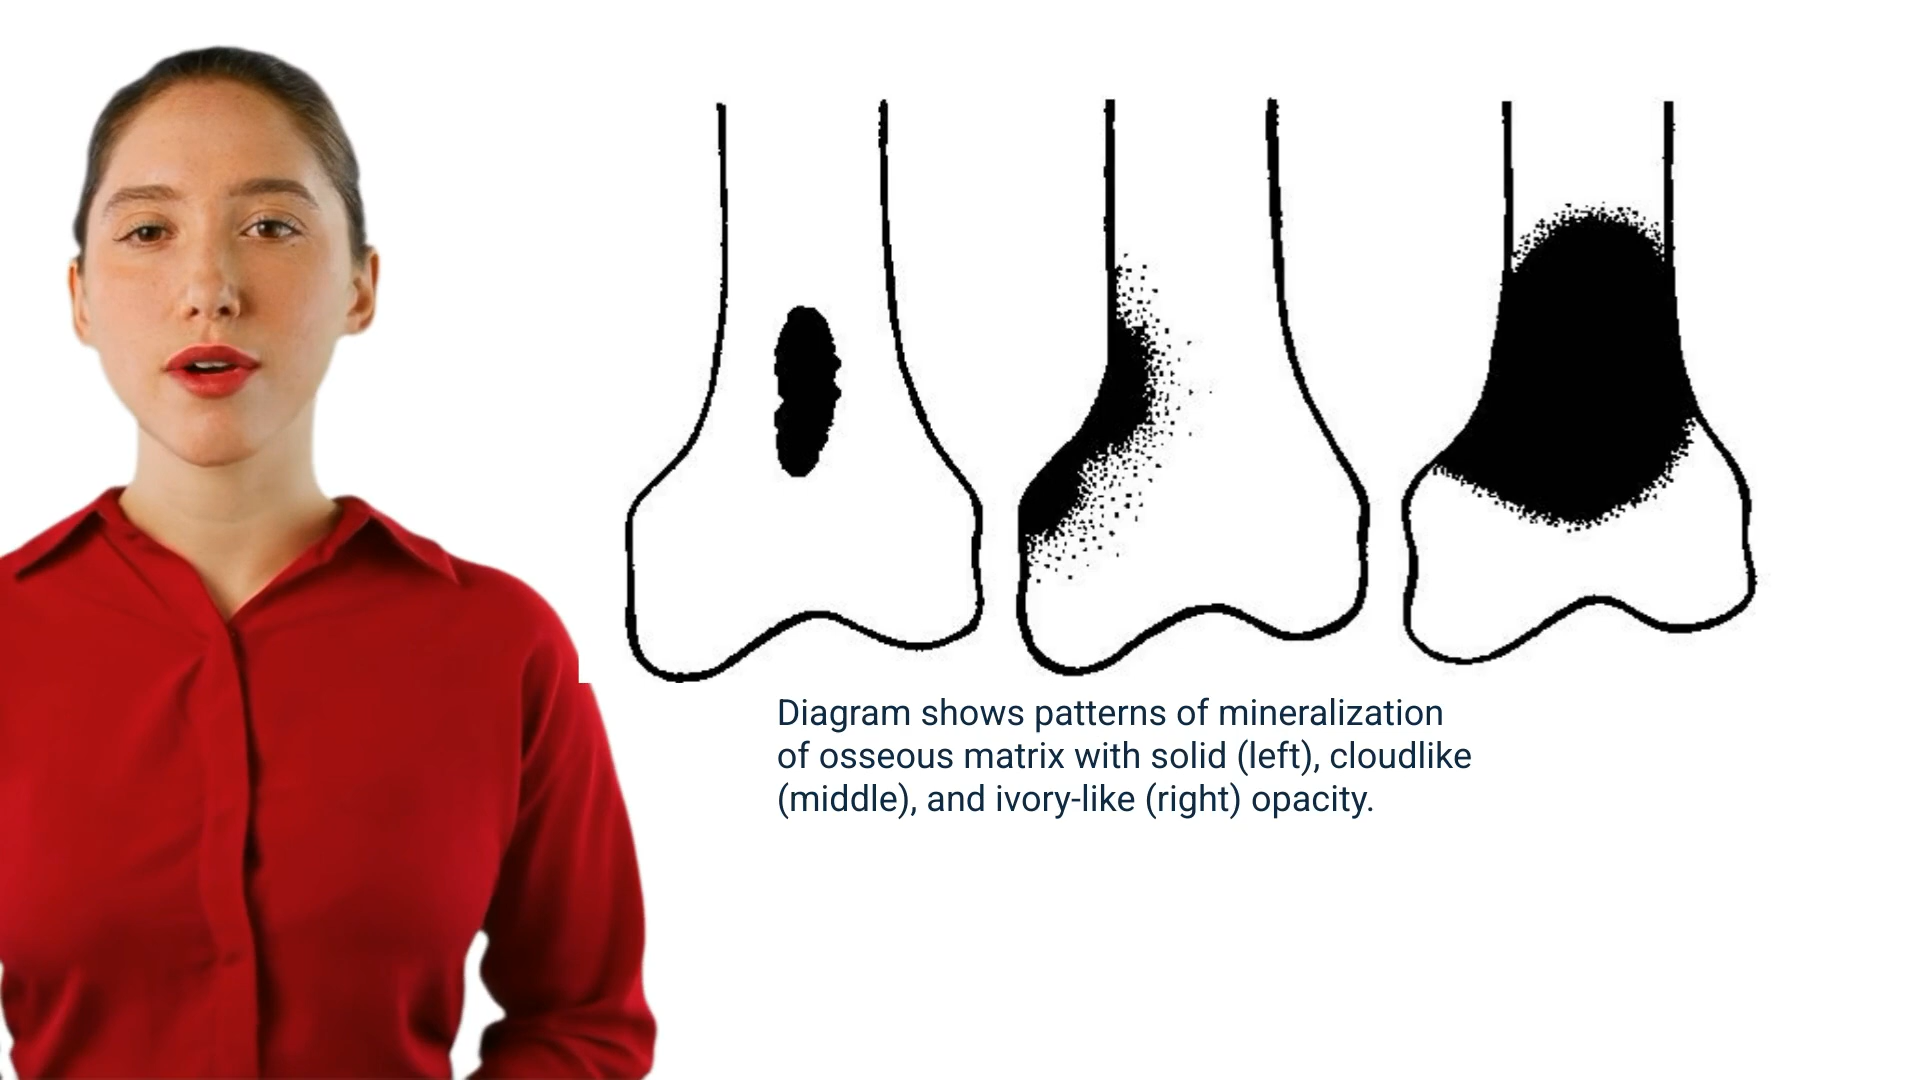 Diagram shows patterns of mineralization
of osseous matrix with solid (left), cloudlike
(middle), and ivory-like (right) opacity.